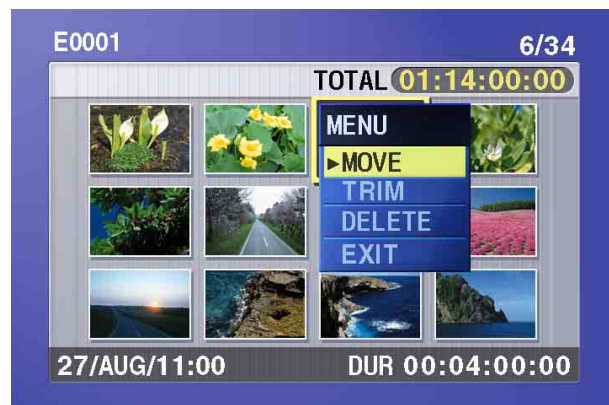 E0001 6/34
TOTAL 01:14:00:00
MENU
►MOVE
TRIM
DELETE
EXIT
27/AUG/11:00 DUR 00:04:00:00